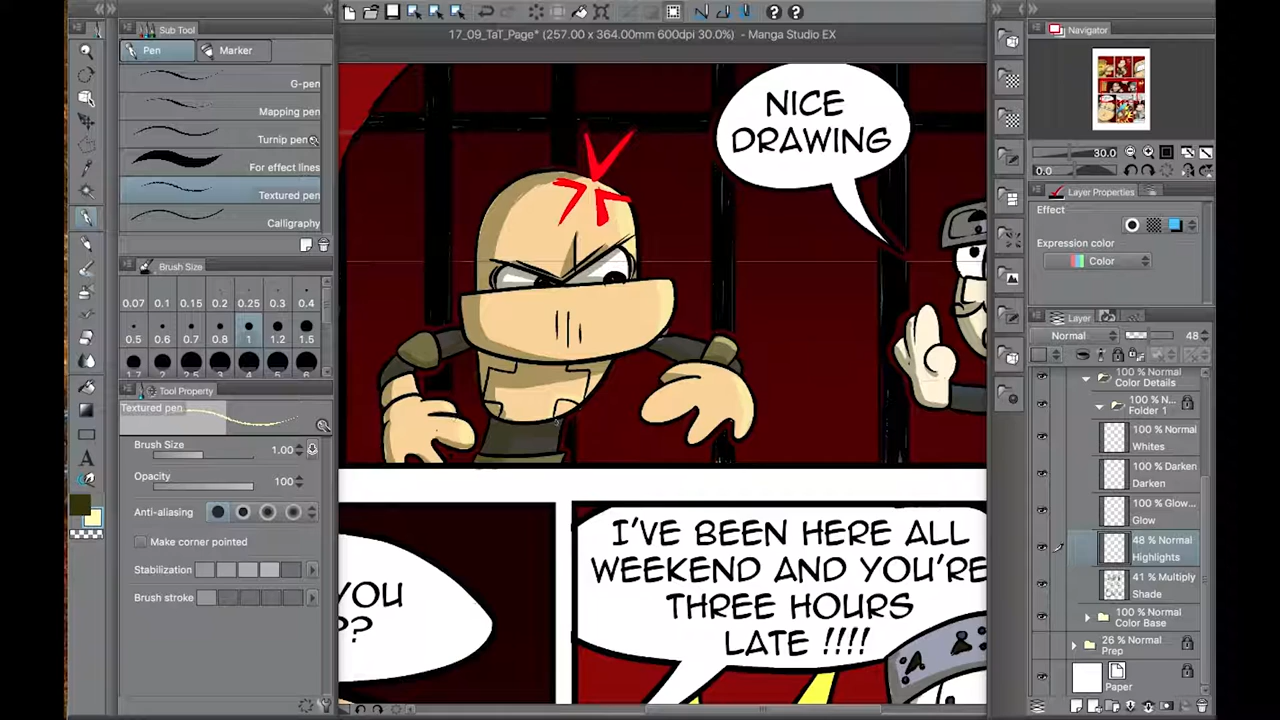 17_09_TaT_Page* (257.00 x 364.00mm 600dpi 30.0%) - Manga Studio EX
Sub Tool
Pen
Marker
G-pen
Mapping pen
Turnip pen
For effect lines
Textured pen
Calligraphy
Brush Size
0.07 0.1 0.15 0.2 0.25 0.3 0.4
0.5 0.6 0.7 0.8 1 1.2 1.5
Tool Property
Textured pen
Brush Size 1.00
Opacity 100
Anti-aliasing
Make corner pointed
Stabilization
Brush stroke
NICE
DRAWING
YOU
?
I'VE BEEN HERE ALL
WEEKEND AND YOU'RE
THREE HOURS
LATE !!!!
Navigator
30.0
0.0
Layer Properties
Effect
Expression color
Color
Layer
Normal 48
100 % Normal
Color Details
100 % N...
Folder 1
100 % Normal
Whites
100 % Darken
Darken
100 % Glow...
Glow
48 % Normal
Highlights
41 % Multiply
Shade
100 % Normal
Color Base
26 % Normal
Prep
Paper